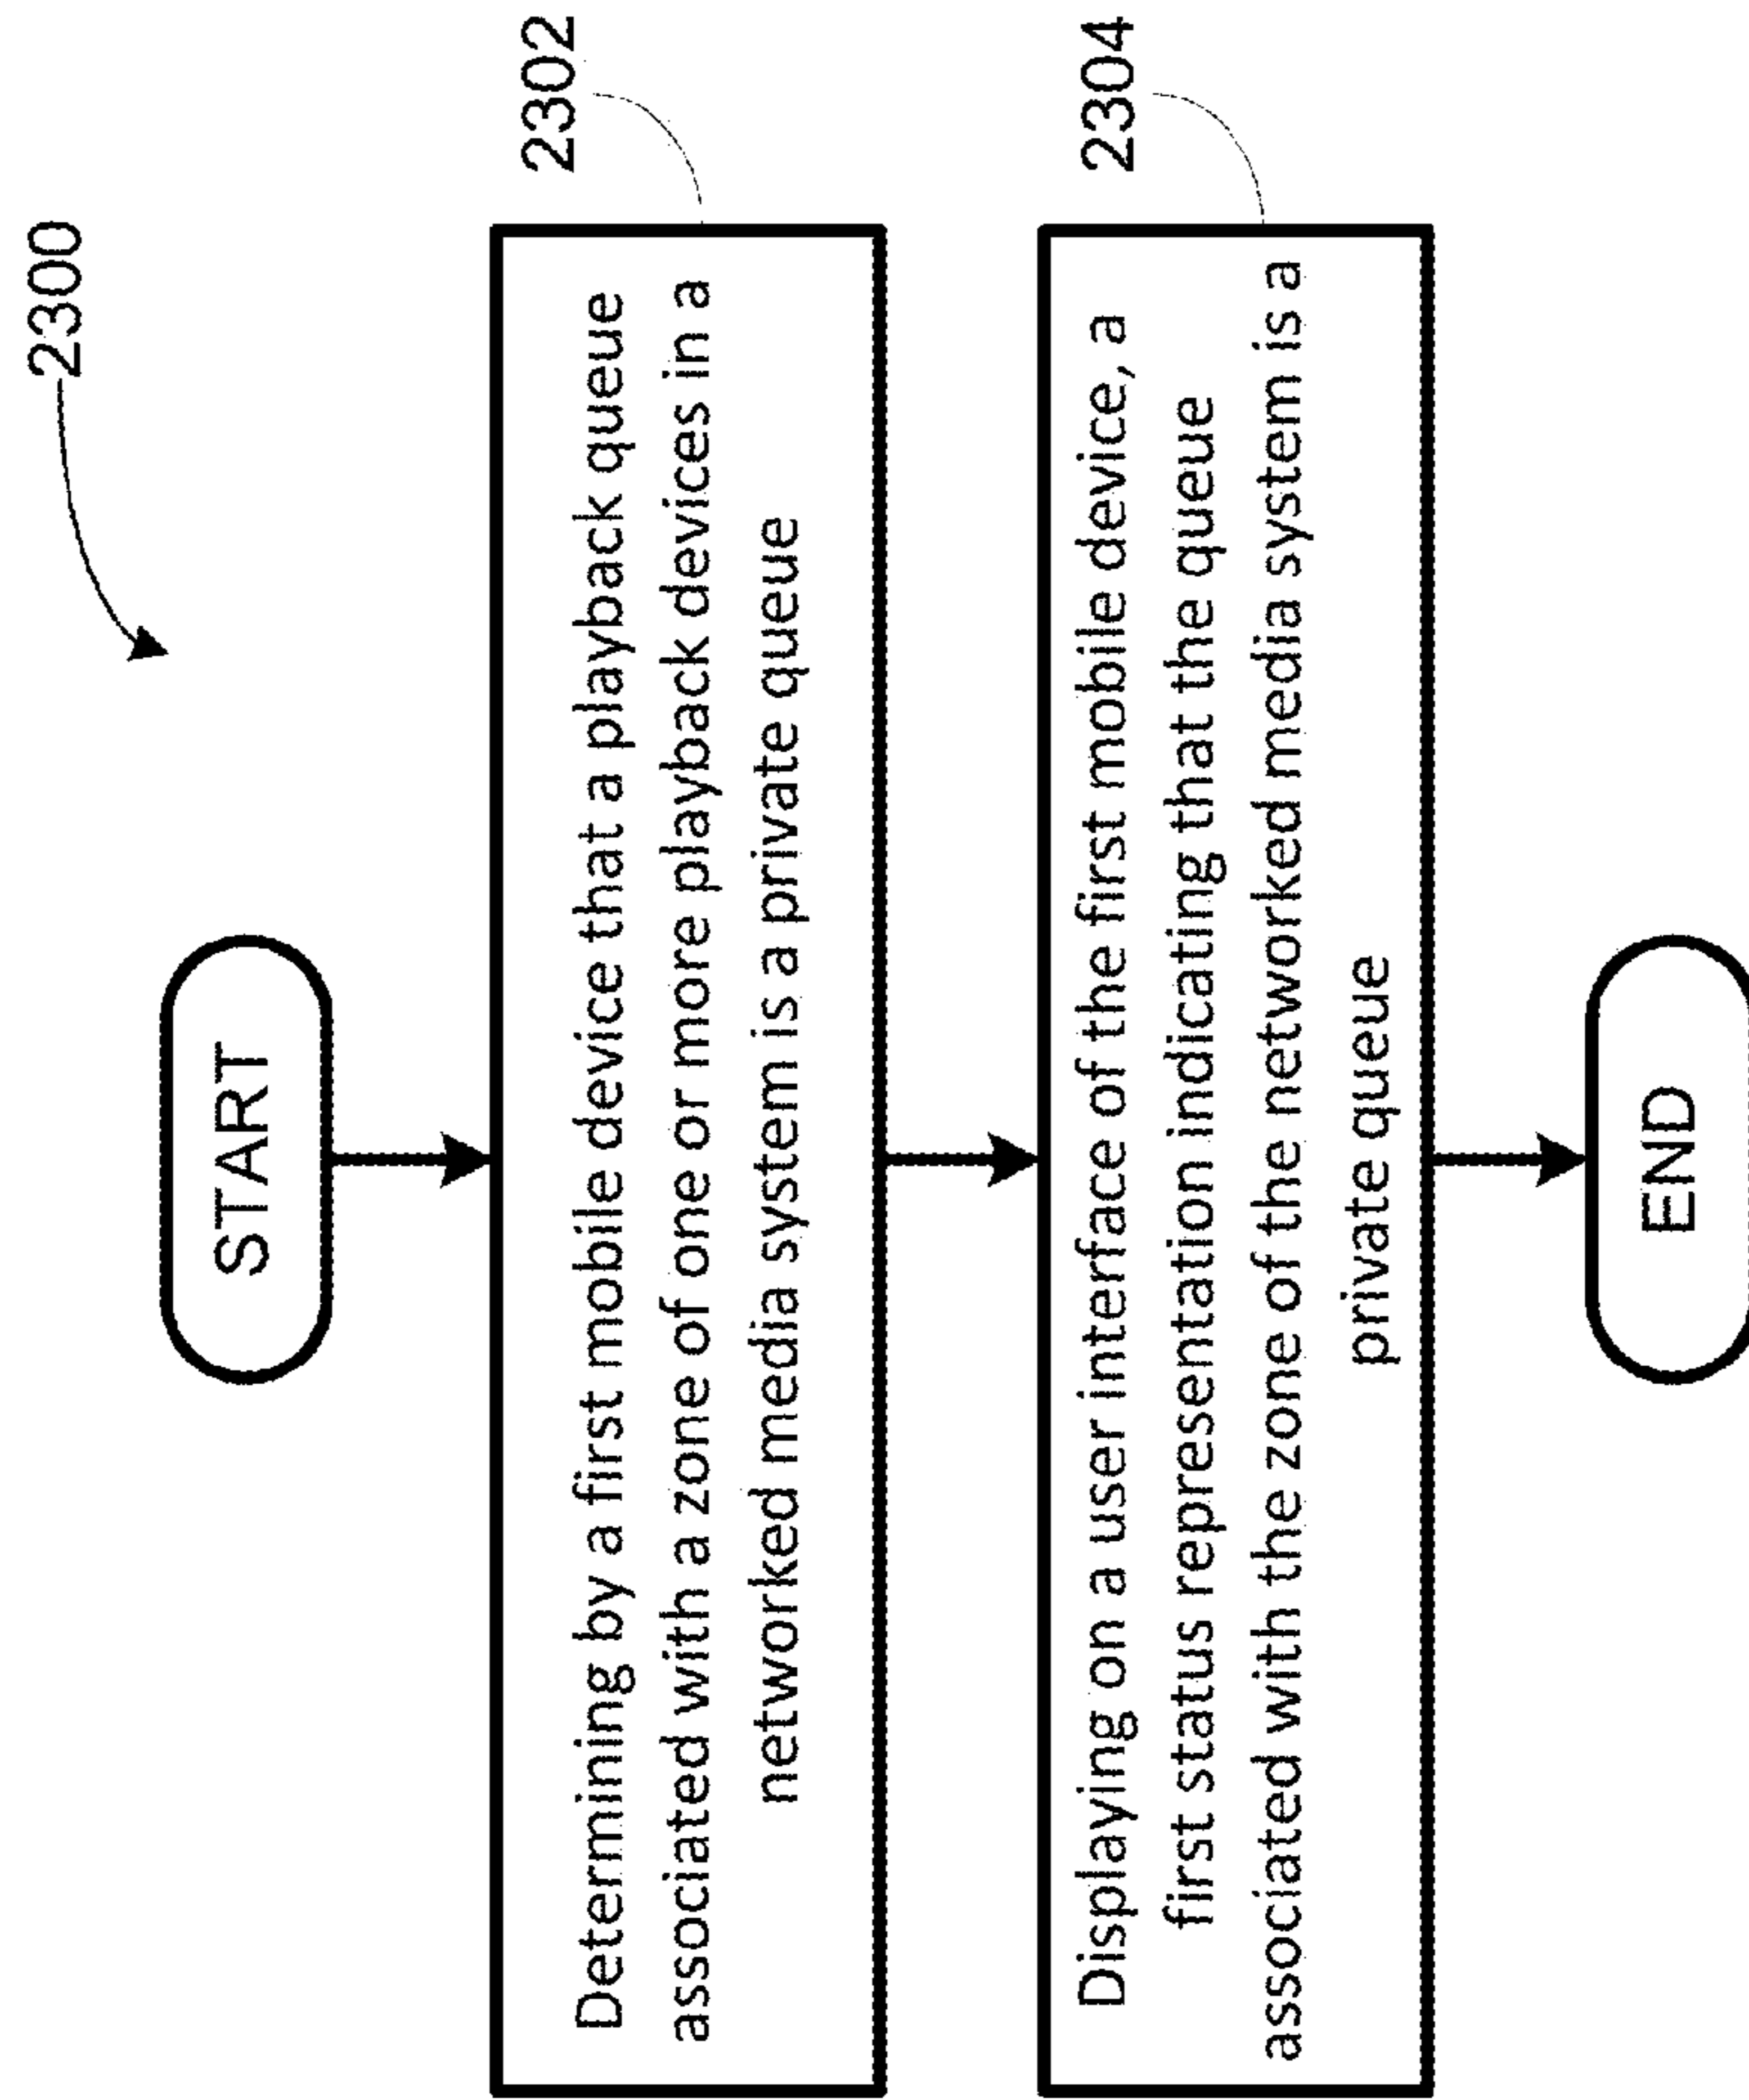 2300
START
Determining by a first mobile device that a playback queue
associated with a zone of one or more playback devices in a
networked media system is a private queue
2302
Displaying on a user interface of the first mobile device, a
first status representation indicating that the queue
associated with the zone of the networked media system is a
private queue
2304
END